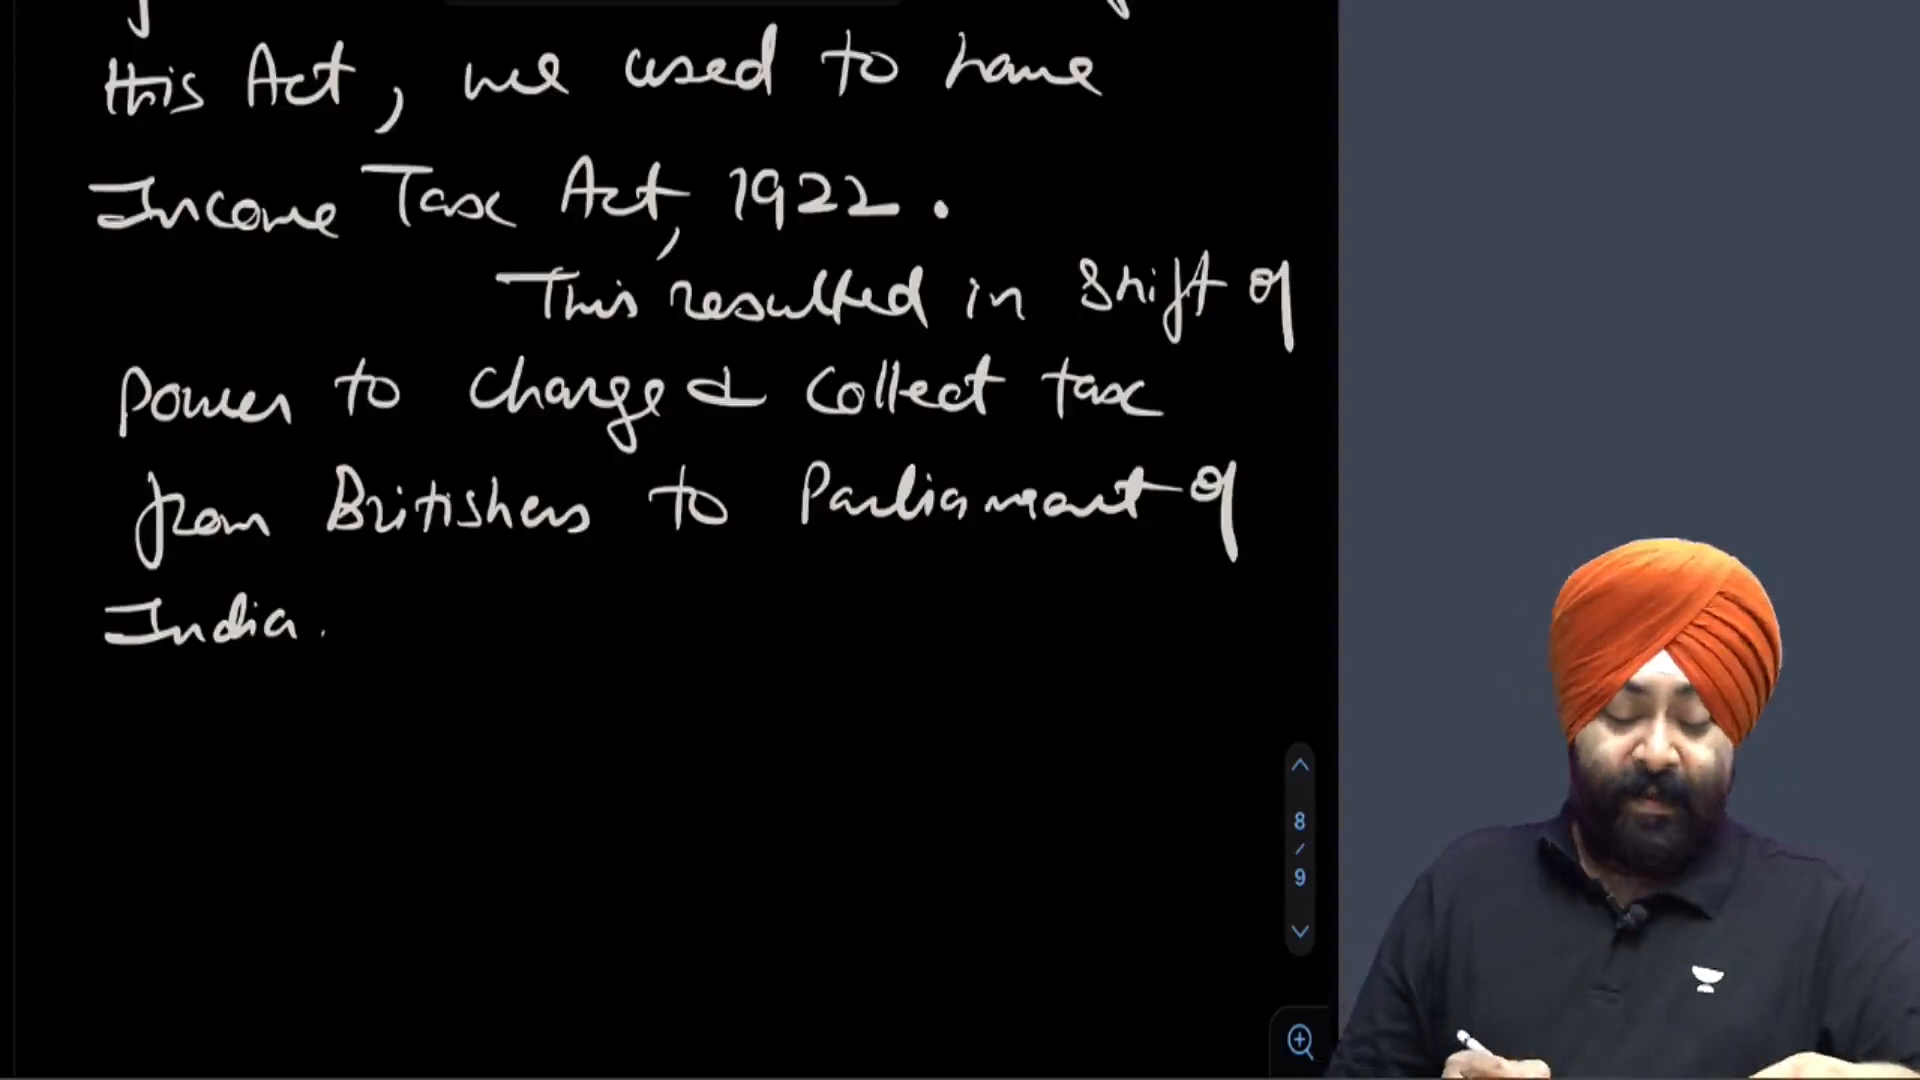 this Act, we used to have
Income Tax Act, 1922.
This resulted in shift of
power to charge & collect tax
from Britishers to Parliament of
India.
8
/
9